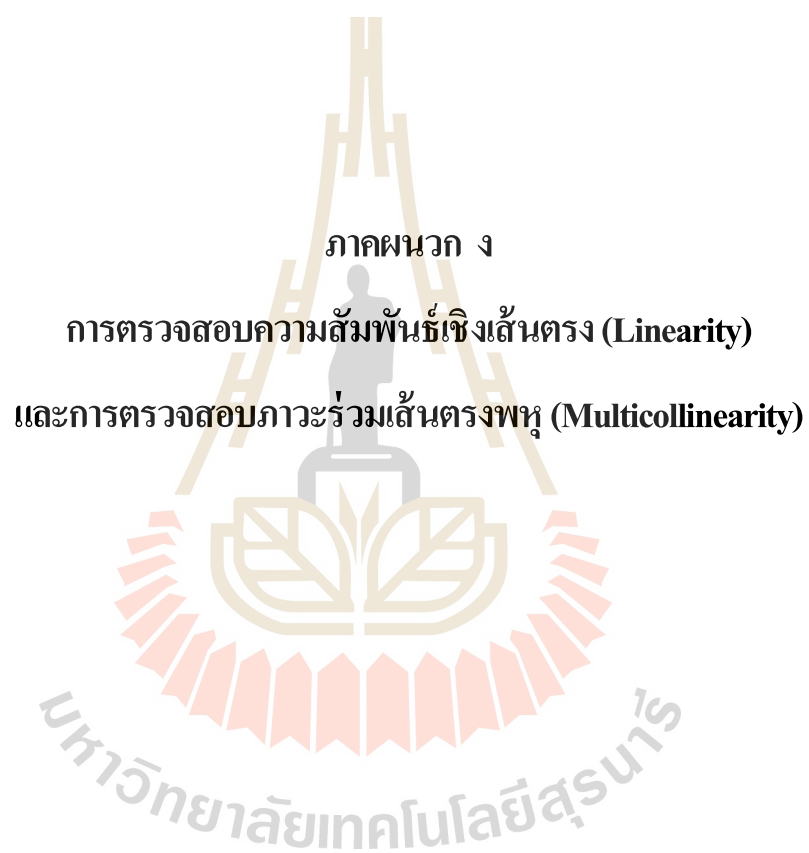 ภาคผนวก ง
การตรวจสอบความสัมพันธ์เชิงเส้นตรง (Linearity)
และการตรวจสอบภาวะร่วมเส้นตรงพหุ (Multicollinearity)
มหาวิทยาลัยเทคโนโลยีสุรนารี